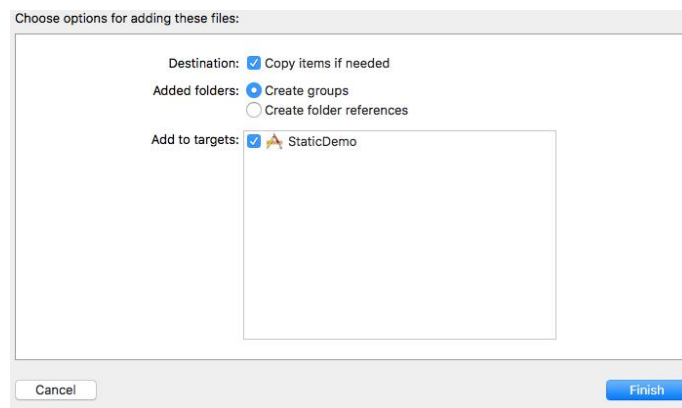 Choose options for adding these files:
Destination: Copy items if needed
Added folders: Create groups
Create folder references
Add to targets: StaticDemo
Cancel Finish